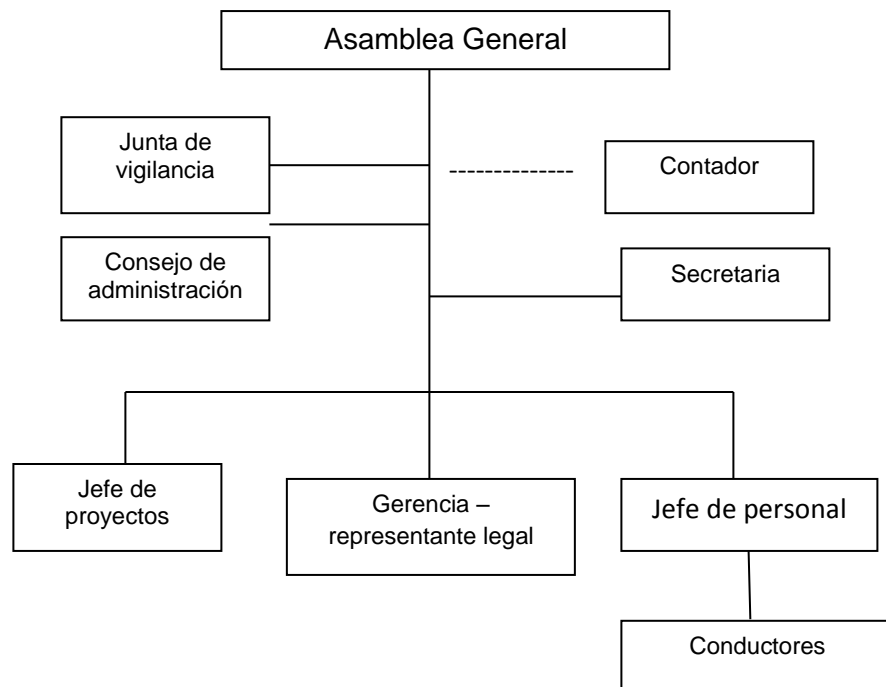 Asamblea General
Junta de
vigilancia
Contador
Consejo de
administración
Secretaria
Jefe de
proyectos
Gerencia –
representante legal
Jefe de personal
Conductores